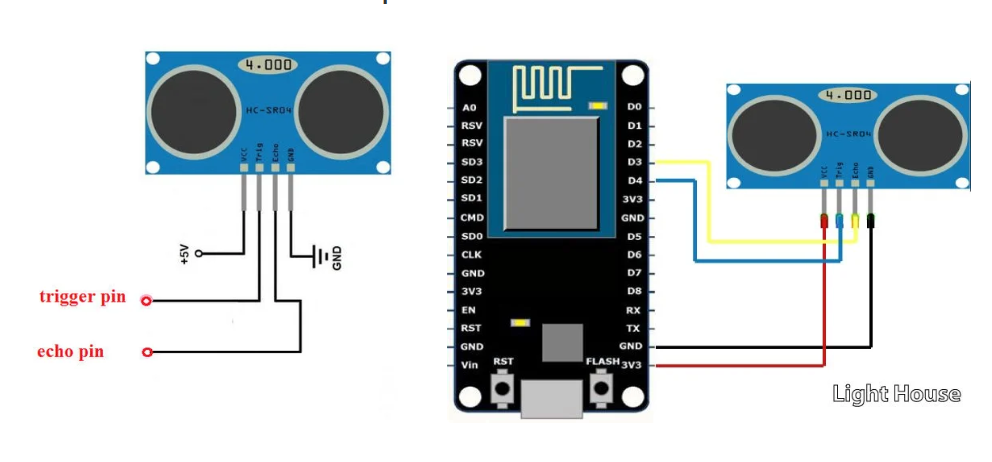 4.000
HC-SR04
VCC
Trig
Echo
GND
+5V
GND
trigger pin
echo pin
A0
RSV
RSV
SD3
SD2
SD1
CMD
SD0
CLK
GND
3V3
EN
RST
GND
Vin
D0
D1
D2
D3
D4
3V3
GND
D5
D6
D7
D8
RX
TX
GND
3V3
RST
FLASH
4.000
HC-SR04
VCC
Trig
Echo
GND
Light House